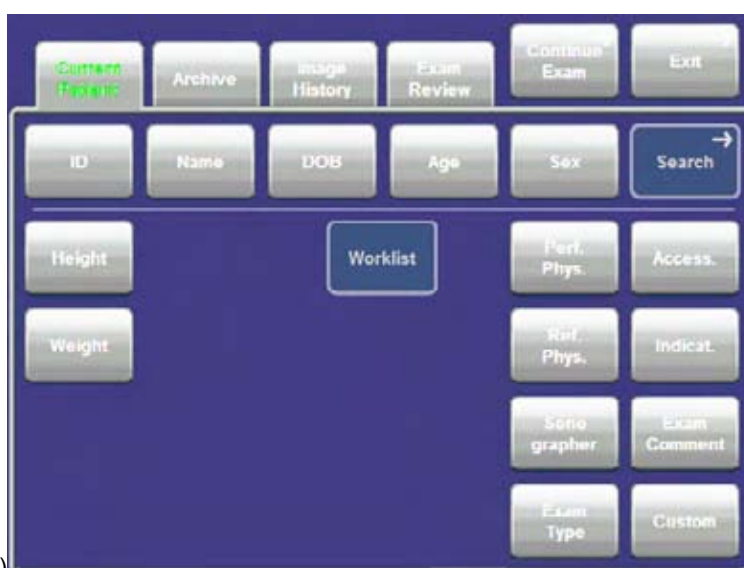 Current
Patient
Archive
Image
History
Exam
Review
Continue
Exam
Exit
ID
Name
DOB
Age
Sex
Search
Height
Worklist
Perf.
Phys.
Access.
Weight
Ref.
Phys.
Indicat.
Sono
grapher
Exam
Comment
Exam
Type
Custom
)